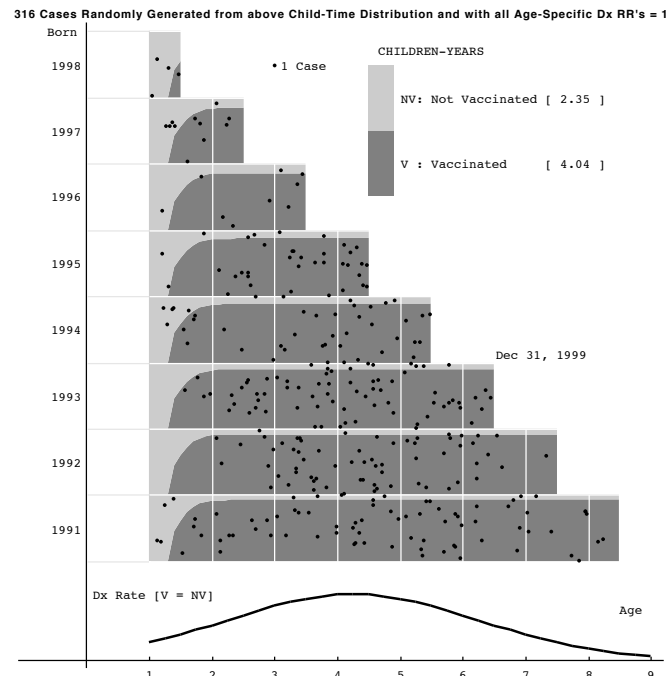 316 Cases Randomly Generated from above Child-Time Distribution and with all Age-Specific Dx RR's = 1
Born
CHILDREN-YEARS
1998
1 Case
NV: Not Vaccinated [ 2.35 ]
1997
V : Vaccinated [ 4.04 ]
1996
1995
1994
Dec 31, 1999
1993
1992
1991
Dx Rate [V = NV]
Age
1 2 3 4 5 6 7 8 9